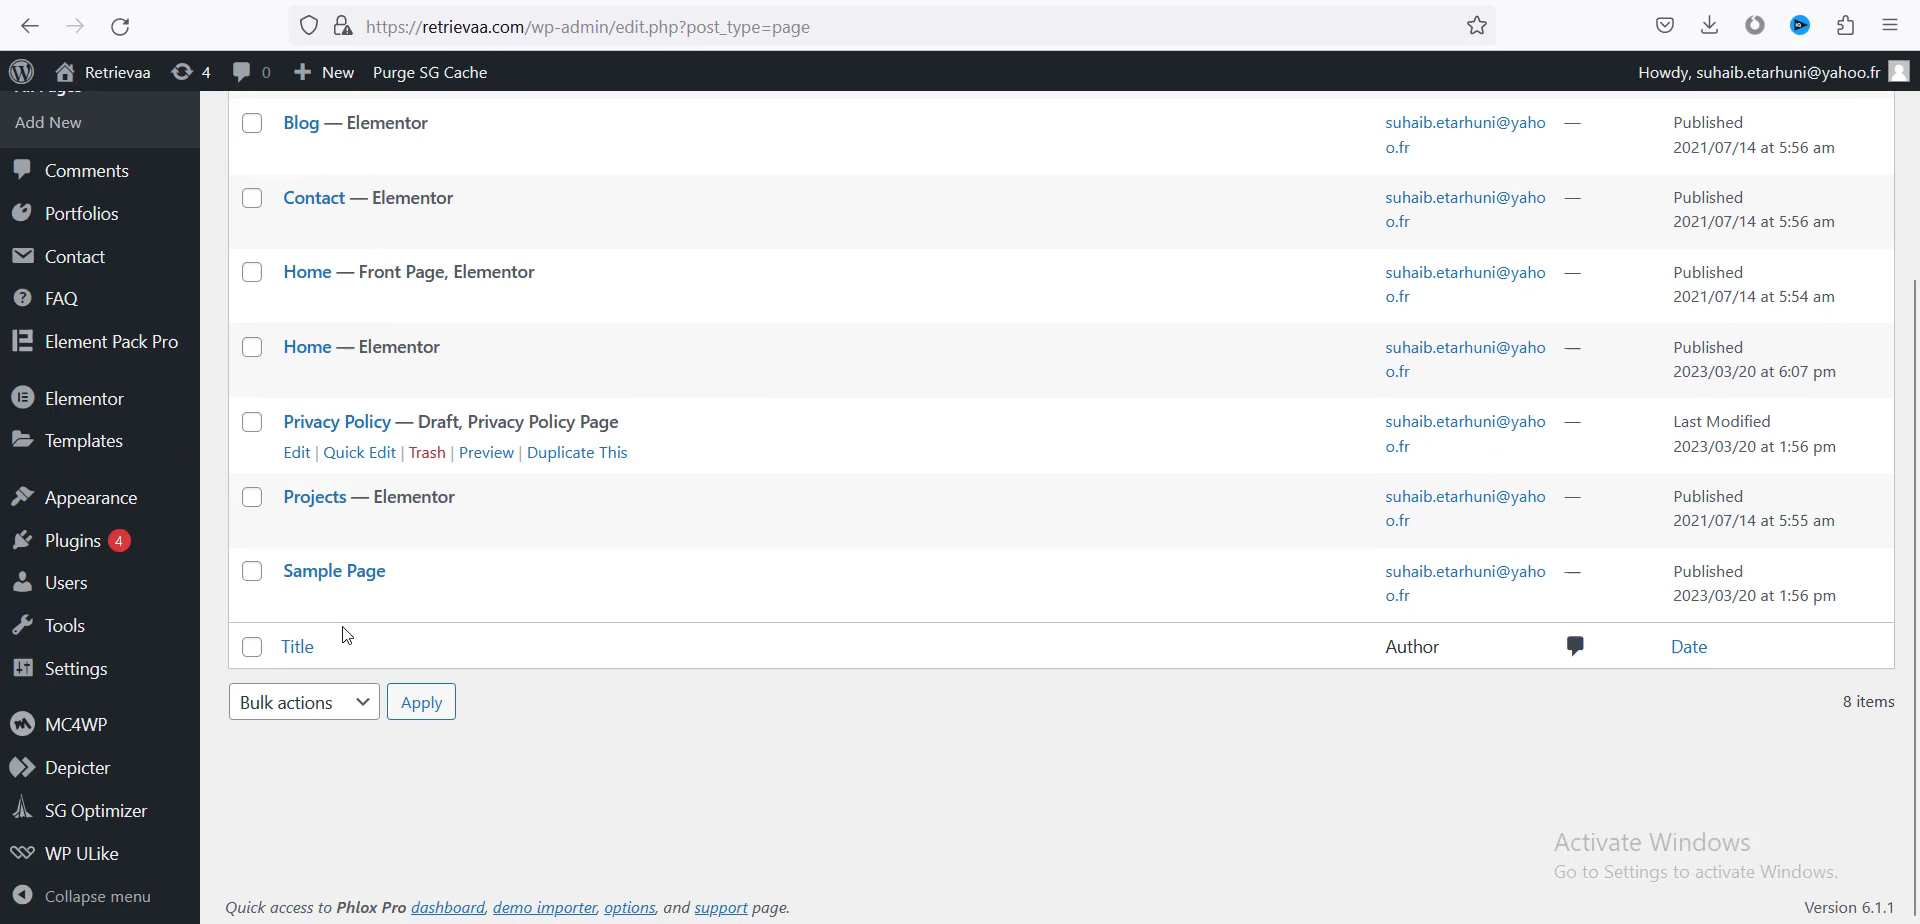 https://retrievaa.com/wp-admin/edit.php?post_type=page
Retrievaa 4 0 New Purge SG Cache Howdy, suhaib.etarhuni@yahoo.fr
Add New
Comments
Portfolios
Contact
FAQ
Element Pack Pro
Elementor
Templates
Appearance
Plugins 4
Users
Tools
Settings
MC4WP
Depicter
SG Optimizer
WP ULike
Collapse menu
Blog — Elementor suhaib.etarhuni@yaho — Published
o.fr 2021/07/14 at 5:56 am
Contact — Elementor suhaib.etarhuni@yaho — Published
o.fr 2021/07/14 at 5:56 am
Home — Front Page, Elementor suhaib.etarhuni@yaho — Published
o.fr 2021/07/14 at 5:54 am
Home — Elementor suhaib.etarhuni@yaho — Published
o.fr 2023/03/20 at 6:07 pm
Privacy Policy — Draft, Privacy Policy Page suhaib.etarhuni@yaho — Last Modified
Edit | Quick Edit | Trash | Preview | Duplicate This o.fr 2023/03/20 at 1:56 pm
Projects — Elementor suhaib.etarhuni@yaho — Published
o.fr 2021/07/14 at 5:55 am
Sample Page suhaib.etarhuni@yaho — Published
o.fr 2023/03/20 at 1:56 pm
Title Author Date
Bulk actions Apply 8 items
Activate Windows
Go to Settings to activate Windows.
Quick access to Phlox Pro dashboard, demo importer, options, and support page. Version 6.1.1